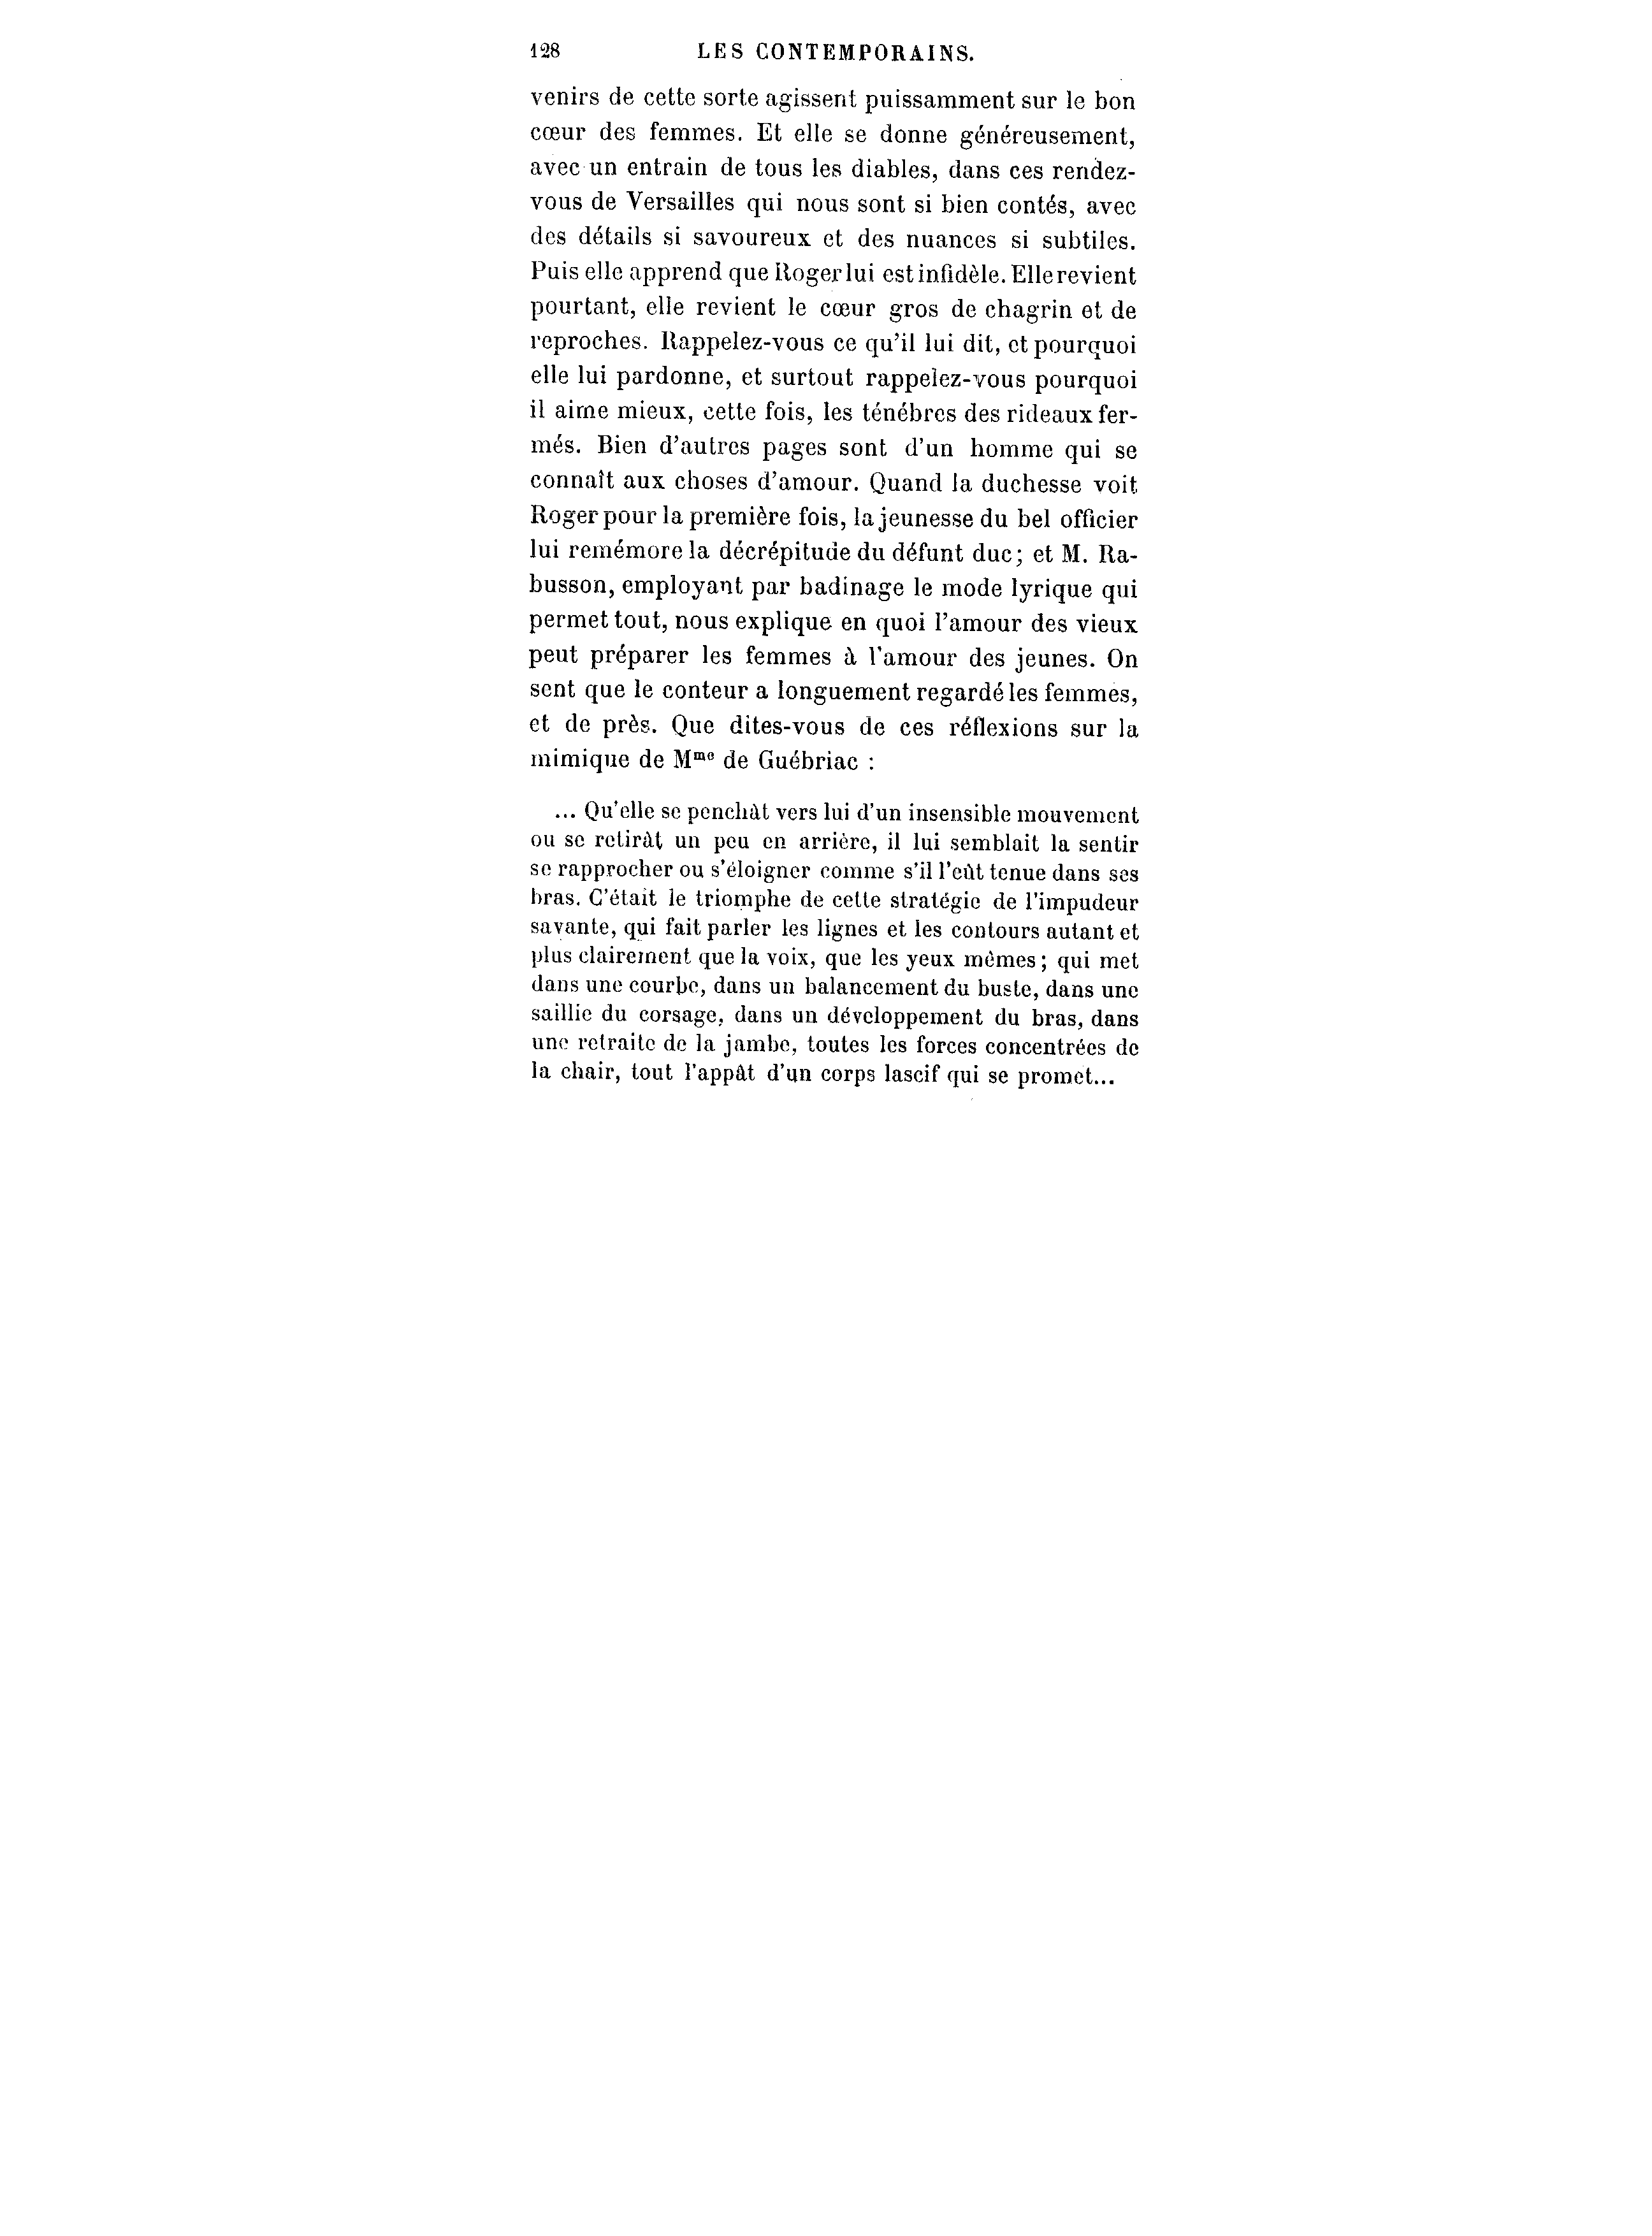 128 LES CONTEMPORAINS.
venirs de cette sorte agissent puissamment sur le bon
cœur des femmes. Et elle se donne généreusement,
avec un entrain de tous les diables, dans ces rendez-
vous de Versailles qui nous sont si bien contés, avec
des détails si savoureux et des nuances si subtiles.
Puis elle apprend que Roger lui est infidèle. Elle revient
pourtant, elle revient le cœur gros de chagrin et de
reproches. Rappelez-vous ce qu'il lui dit, et pourquoi
elle lui pardonne, et surtout rappelez-vous pourquoi
il aime mieux, cette fois, les ténébres des rideaux fer-
més. Bien d'autres pages sont d'un homme qui se
connaît aux choses d'amour. Quand la duchesse voit
Roger pour la première fois, la jeunesse du bel officier
lui remémore la décrépitude du défunt duc; et M. Ra-
busson, employant par badinage le mode lyrique qui
permet tout, nous explique en quoi l'amour des vieux
peut préparer les femmes à l'amour des jeunes. On
sent que le conteur a longuement regardé les femmes,
et de près. Que dites-vous de ces réflexions sur la
mimique de Mme de Guébriac :
... Qu'elle se penchât vers lui d'un insensible mouvement
ou se retirât un peu en arrière, il lui semblait la sentir
se rapprocher ou s'éloigner comme s'il l'eût tenue dans ses
bras. C'était le triomphe de cette stratégie de l'impudeur
savante, qui fait parler les lignes et les contours autant et
plus clairement que la voix, que les yeux mêmes; qui met
dans une courbe, dans un balancement du buste, dans une
saillie du corsage, dans un développement du bras, dans
une retraite de la jambe, toutes les forces concentrées de
la chair, tout l'appât d'un corps lascif qui se promet...